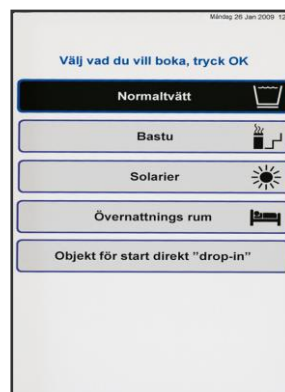 Måndag 26 Jan 2009 12
Välj vad du vill boka, tryck OK
Normaltvätt
Bastu
Solarier
Övernattnings rum
Objekt för start direkt ”drop-in”